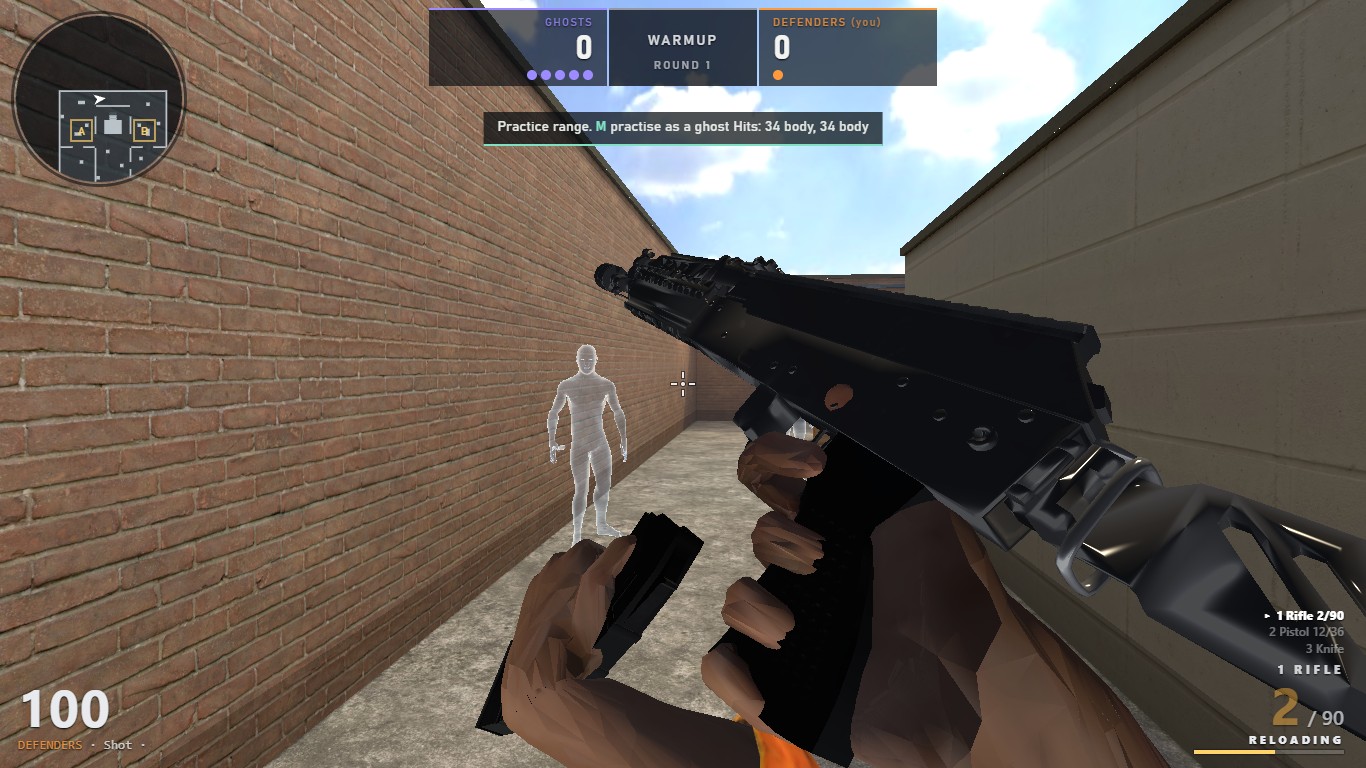 GHOSTS
0
WARMUP
ROUND 1
DEFENDERS (you)
0
A
B
Practice range. M practise as a ghost Hits: 34 body, 34 body
▸ 1 Rifle 2/90
2 Pistol 12/36
3 Knife
1 RIFLE
2 / 90
RELOADING
100
DEFENDERS · Shot ·